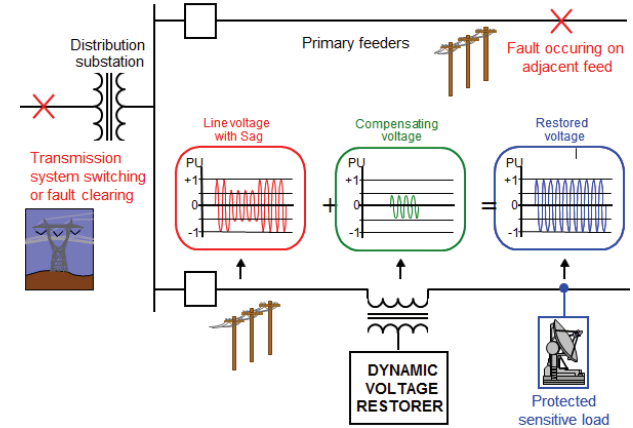 Distribution
substation
Primary feeders
Fault occuring on
adjacent feed
Transmission
system switching
or fault clearing
Line voltage
with Sag
PU
+1
0
-1
+
Compensating
voltage
PU
+1
0
-1
=
Restored
voltage
PU
+1
0
-1
DYNAMIC
VOLTAGE
RESTORER
Protected
sensitive load